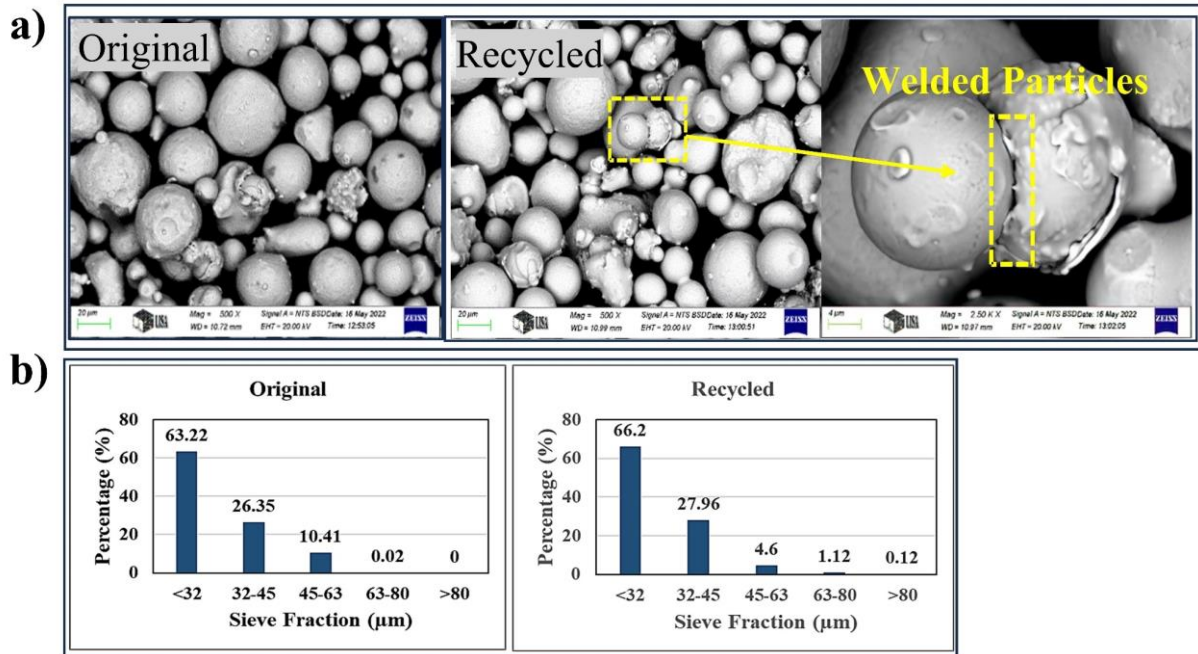 a)
Original
Recycled
Welded Particles
20 µm Mag = 500 X Signal A = NTS BSD Date: 16 May 2022
WD = 10.72 mm EHT = 20.00 kV Time: 12:53:05 ZEISS
20 µm Mag = 500 X Signal A = NTS BSD Date: 16 May 2022
WD = 10.99 mm EHT = 20.00 kV Time: 13:00:51 ZEISS
4 µm Mag = 2.50 K X Signal A = NTS BSD Date: 16 May 2022
WD = 10.97 mm EHT = 20.00 kV Time: 13:02:05 ZEISS
b)
Original
Percentage (%)
80
60
40
20
0
63.22
26.35
10.41
0.02
0
<32 32-45 45-63 63-80 >80
Sieve Fraction (µm)
Recycled
Percentage (%)
80
60
40
20
0
66.2
27.96
4.6
1.12
0.12
<32 32-45 45-63 63-80 >80
Sieve Fraction (µm)